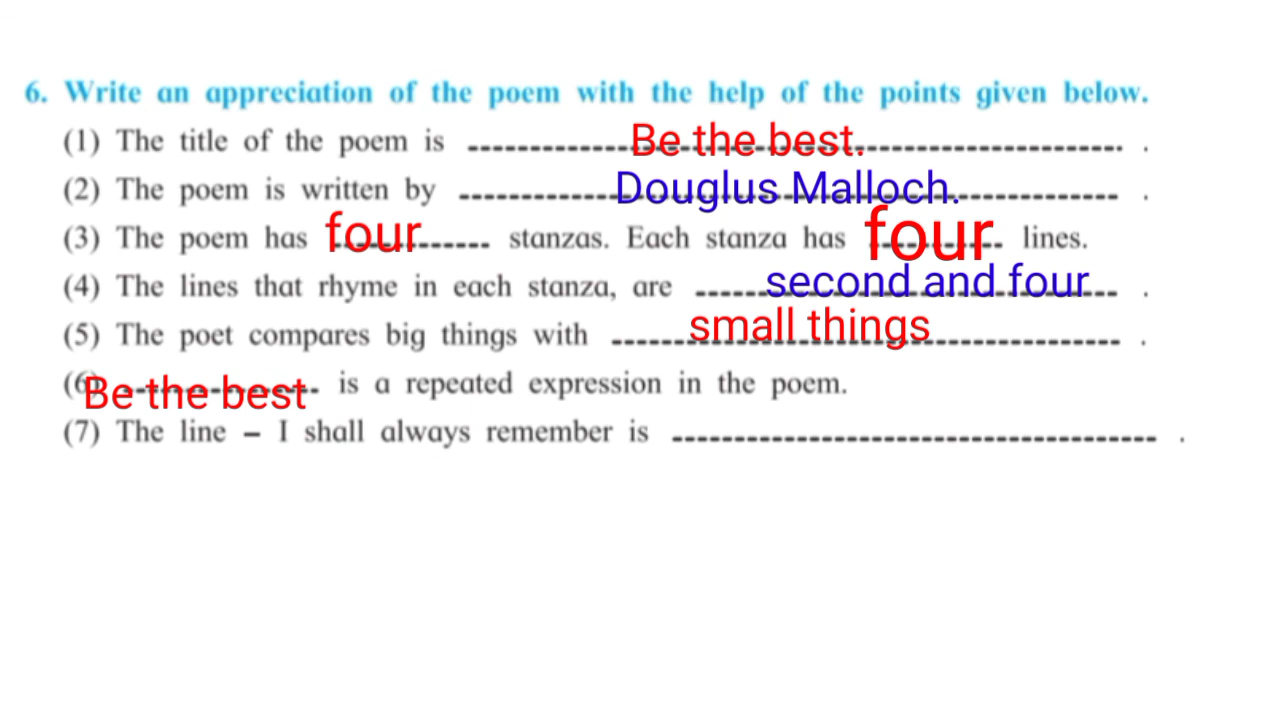 6. Write an appreciation of the poem with the help of the points given below.
(1) The title of the poem is Be the best. .
(2) The poem is written by Douglus Malloch. .
(3) The poem has four stanzas. Each stanza has four lines.
(4) The lines that rhyme in each stanza, are second and four .
(5) The poet compares big things with small things .
(6) Be the best is a repeated expression in the poem.
(7) The line – I shall always remember is .